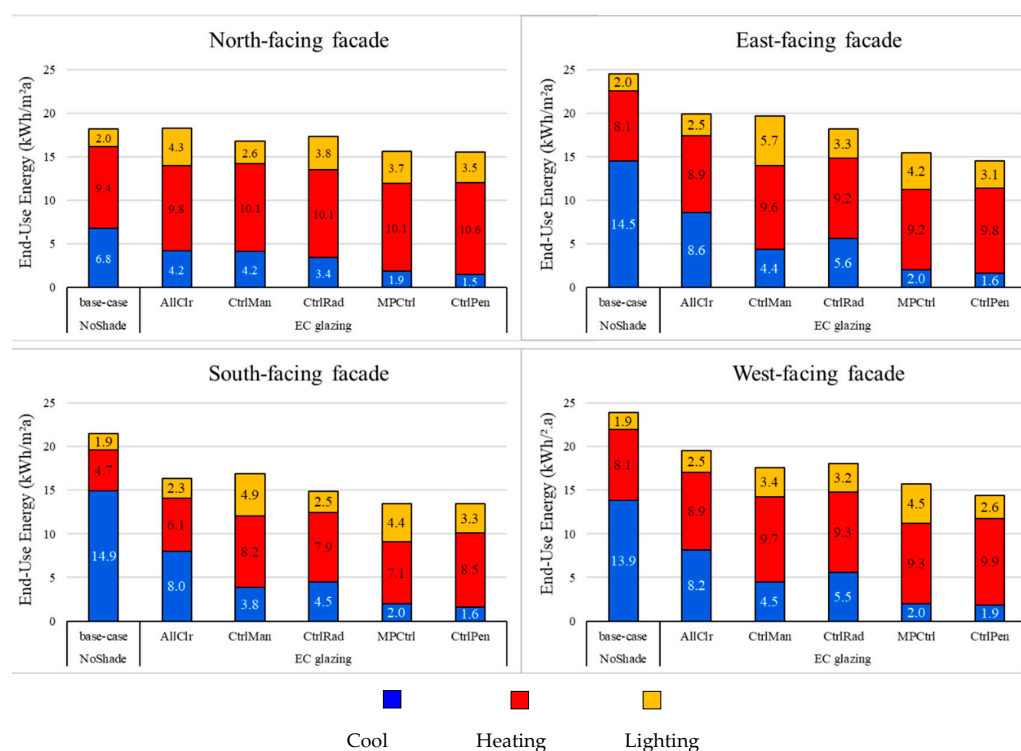 North-facing facade
End-Use Energy (kWh/m²a)
25
20
15
10
5
0
2.0 4.3 2.6 3.8 3.7 3.5
9.4 9.8 10.1 10.1 10.1 10.6
6.8 4.2 4.2 3.4 1.9 1.5
base-case AllClr CtrlMan CtrlRad MPCtrl CtrlPen
NoShade EC glazing
East-facing facade
End-Use Energy (kWh/m²a)
25
20
15
10
5
0
2.0 2.5 5.7 3.3 4.2 3.1
8.1 8.9 9.6 9.2 9.2 9.8
14.5 8.6 4.4 5.6 2.0 1.6
base-case AllClr CtrlMan CtrlRad MPCtrl CtrlPen
NoShade EC glazing
South-facing facade
End-Use Energy (kWh/m²a)
25
20
15
10
5
0
1.9 2.3 4.9 2.5 4.4 3.3
4.7 6.1 8.2 7.9 7.1 8.5
14.9 8.0 3.8 4.5 2.0 1.6
base-case AllClr CtrlMan CtrlRad MPCtrl CtrlPen
NoShade EC glazing
West-facing facade
End-Use Energy (kWh/².a)
25
20
15
10
5
0
1.9 2.5 3.4 3.2 4.5 2.6
8.1 8.9 9.7 9.3 9.3 9.9
13.9 8.2 4.5 5.5 2.0 1.9
base-case AllClr CtrlMan CtrlRad MPCtrl CtrlPen
NoShade EC glazing
Cool Heating Lighting